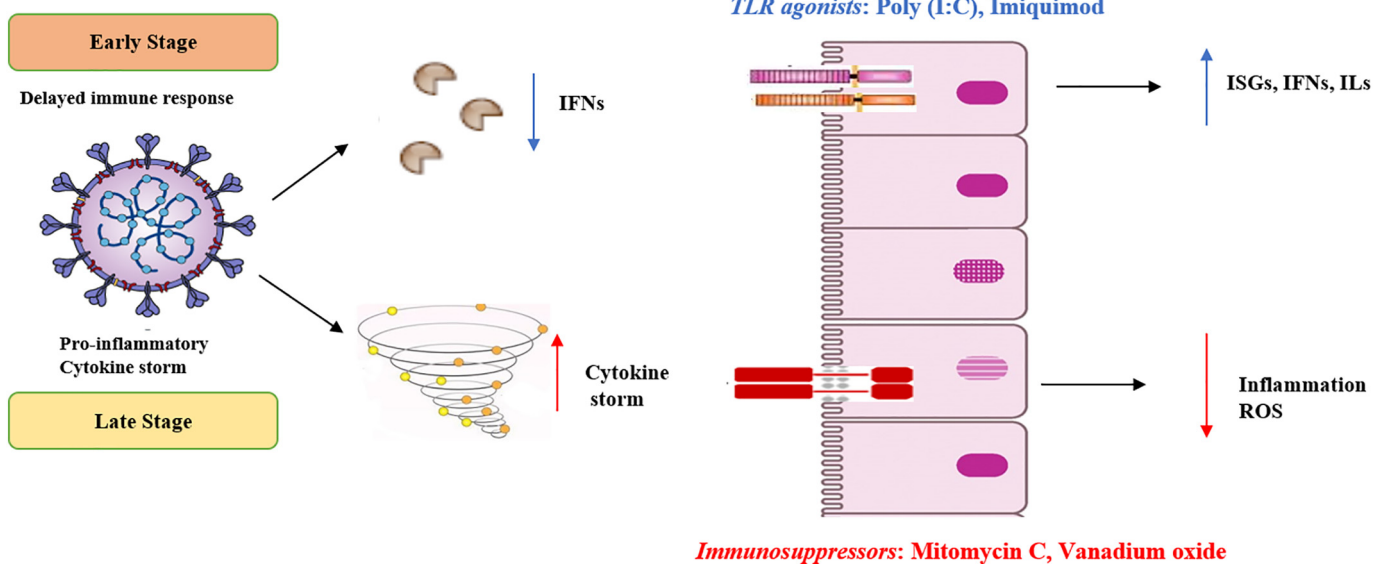 TLR agonists: Poly (I:C), Imiquimod
Early Stage
Delayed immune response
IFNs
ISGs, IFNs, ILs
Pro-inflammatory
Cytokine storm
Cytokine
storm
Inflammation
ROS
Late Stage
Immunosuppressors: Mitomycin C, Vanadium oxide